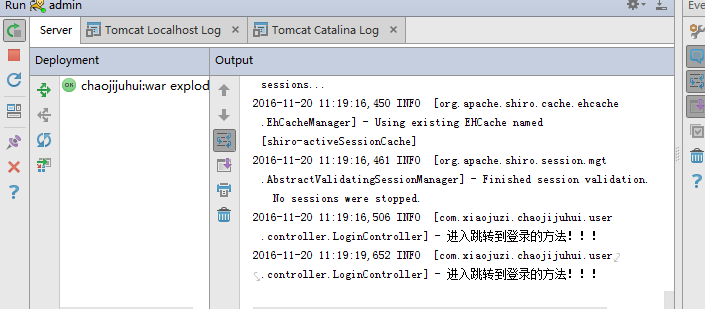 Run admin
Eve
Server Tomcat Localhost Log Tomcat Catalina Log
Deployment Output
OK chaojijuhui:war explod
sessions...
2016-11-20 11:19:16,450 INFO [org.apache.shiro.cache.ehcache
.EhCacheManager] - Using existing EHCache named
[shiro-activeSessionCache]
2016-11-20 11:19:16,461 INFO [org.apache.shiro.session.mgt
.AbstractValidatingSessionManager] - Finished session validation.
No sessions were stopped.
2016-11-20 11:19:16,506 INFO [com.xiaojuzi.chaojijuhui.user
.controller.LoginController] - 进入跳转到登录的方法！！！
2016-11-20 11:19:19,652 INFO [com.xiaojuzi.chaojijuhui.user
.controller.LoginController] - 进入跳转到登录的方法！！！